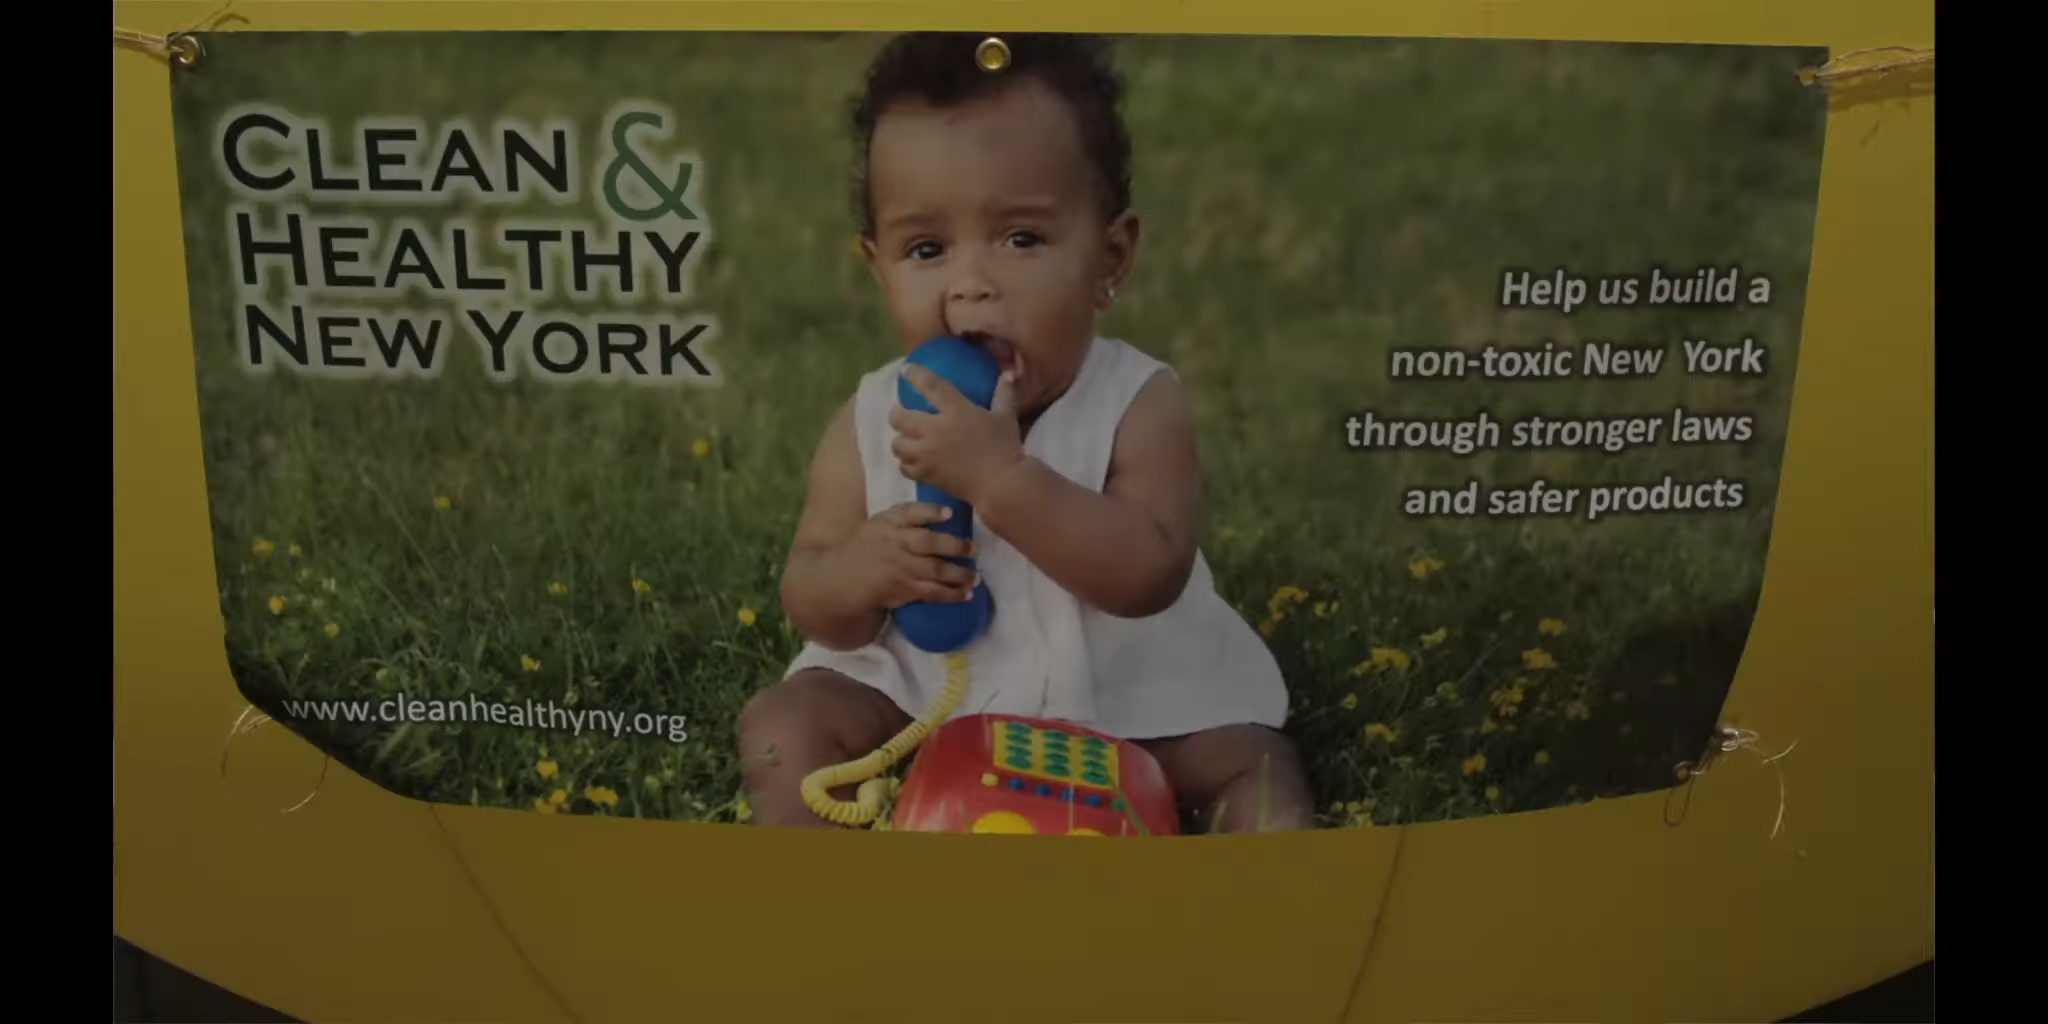 CLEAN &
HEALTHY
NEW YORK
Help us build a
non-toxic New York
through stronger laws
and safer products
www.cleanhealthyny.org